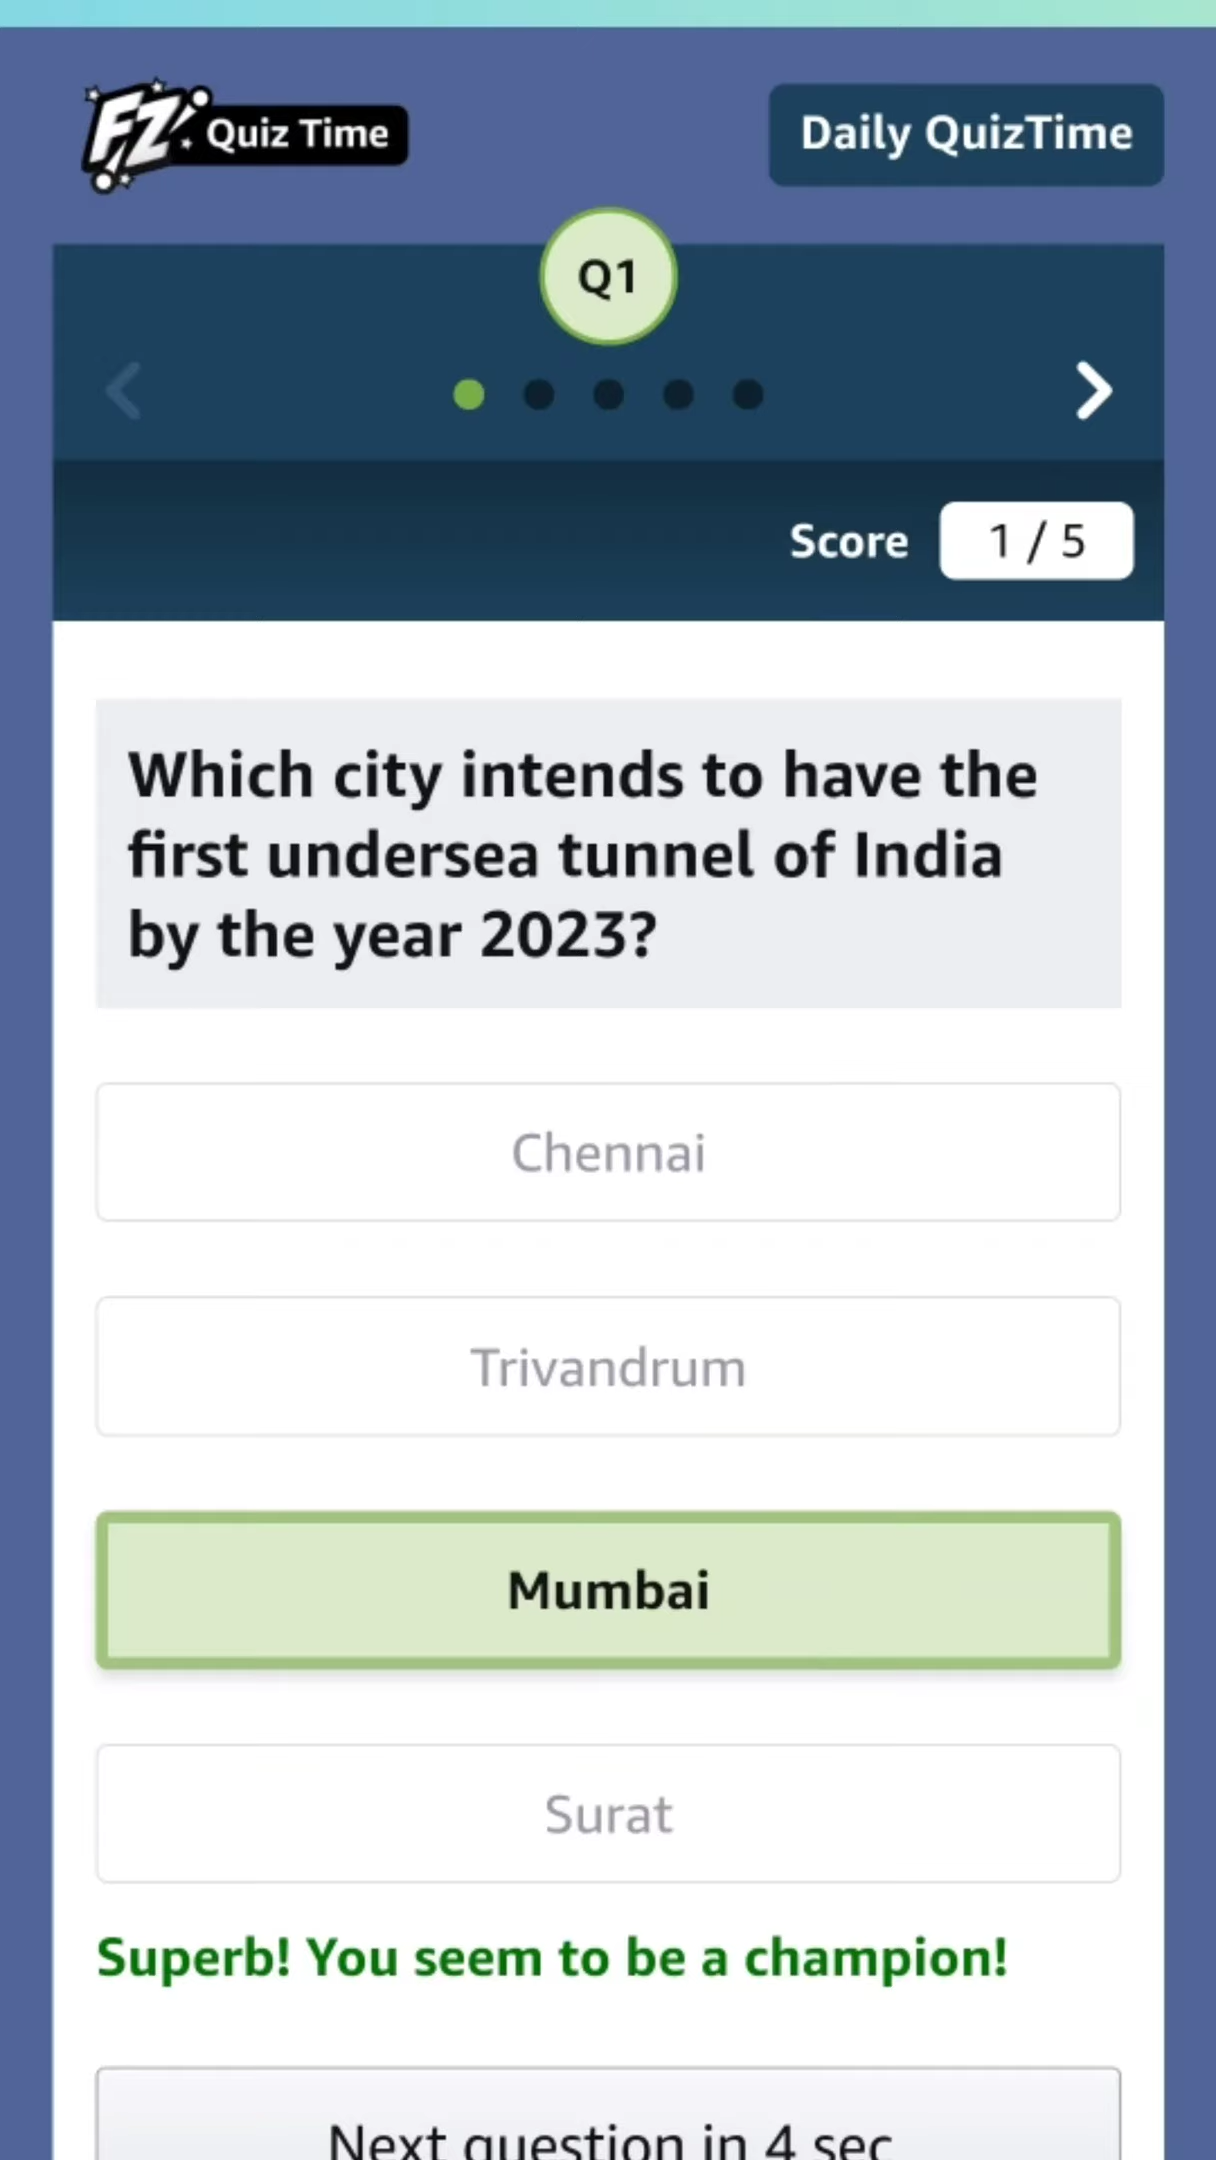 FZ Quiz Time
Daily QuizTime
Q1
Score 1 / 5
Which city intends to have the
first undersea tunnel of India
by the year 2023?
Chennai
Trivandrum
Mumbai
Surat
Superb! You seem to be a champion!
Next question in 4 sec